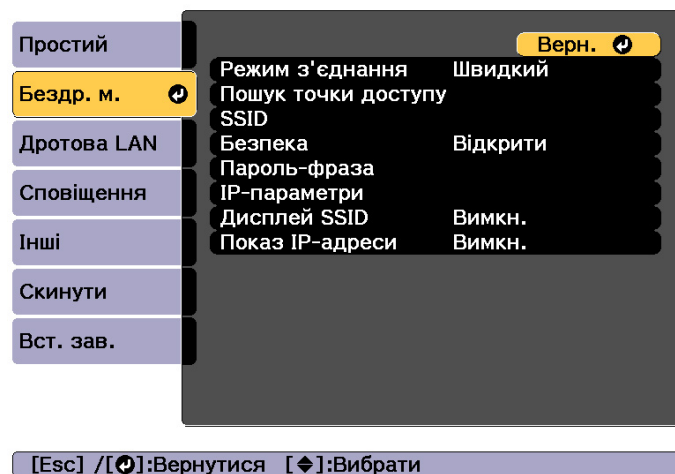 Простий
Бездр. м.
Дротова LAN
Сповіщення
Інші
Скинути
Вст. зав.
Верн.
Режим з'єднання Швидкий
Пошук точки доступу
SSID
Безпека Відкрити
Пароль-фраза
IP-параметри
Дисплей SSID Вимкн.
Показ IP-адреси Вимкн.
[Esc] /[⏎]:Вернутися [◆]:Вибрати